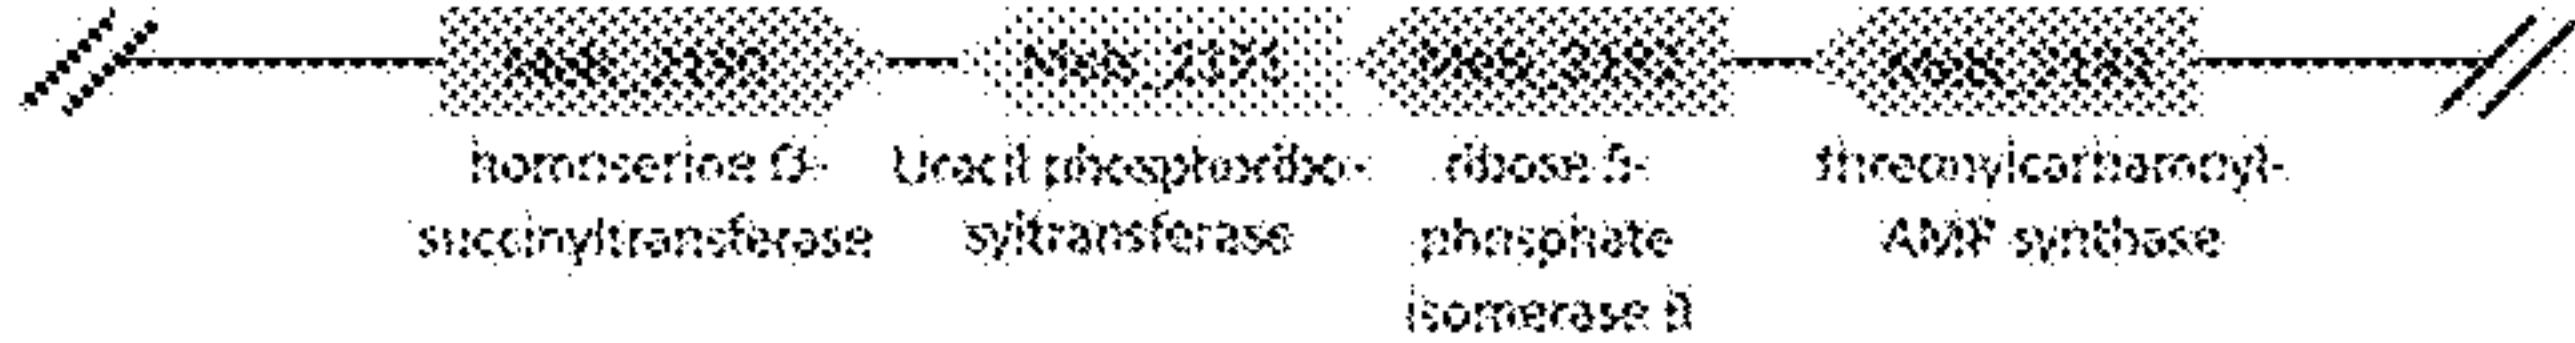 homoserine O- Uracil phosphoribo- ribose 5- threonylcarbamoyl-
succinyltransferase syltransferase phosphate AMP synthase
isomerase B